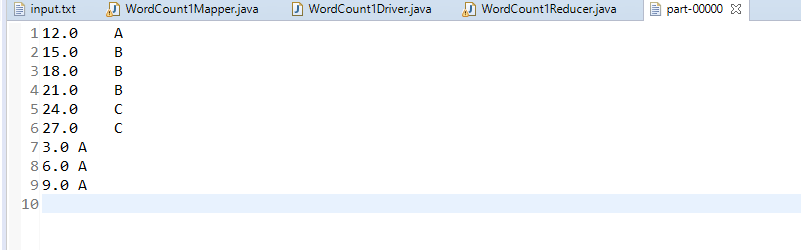 input.txt WordCount1Mapper.java WordCount1Driver.java WordCount1Reducer.java part-00000
1 12.0 A
2 15.0 B
3 18.0 B
4 21.0 B
5 24.0 C
6 27.0 C
7 3.0 A
8 6.0 A
9 9.0 A
10